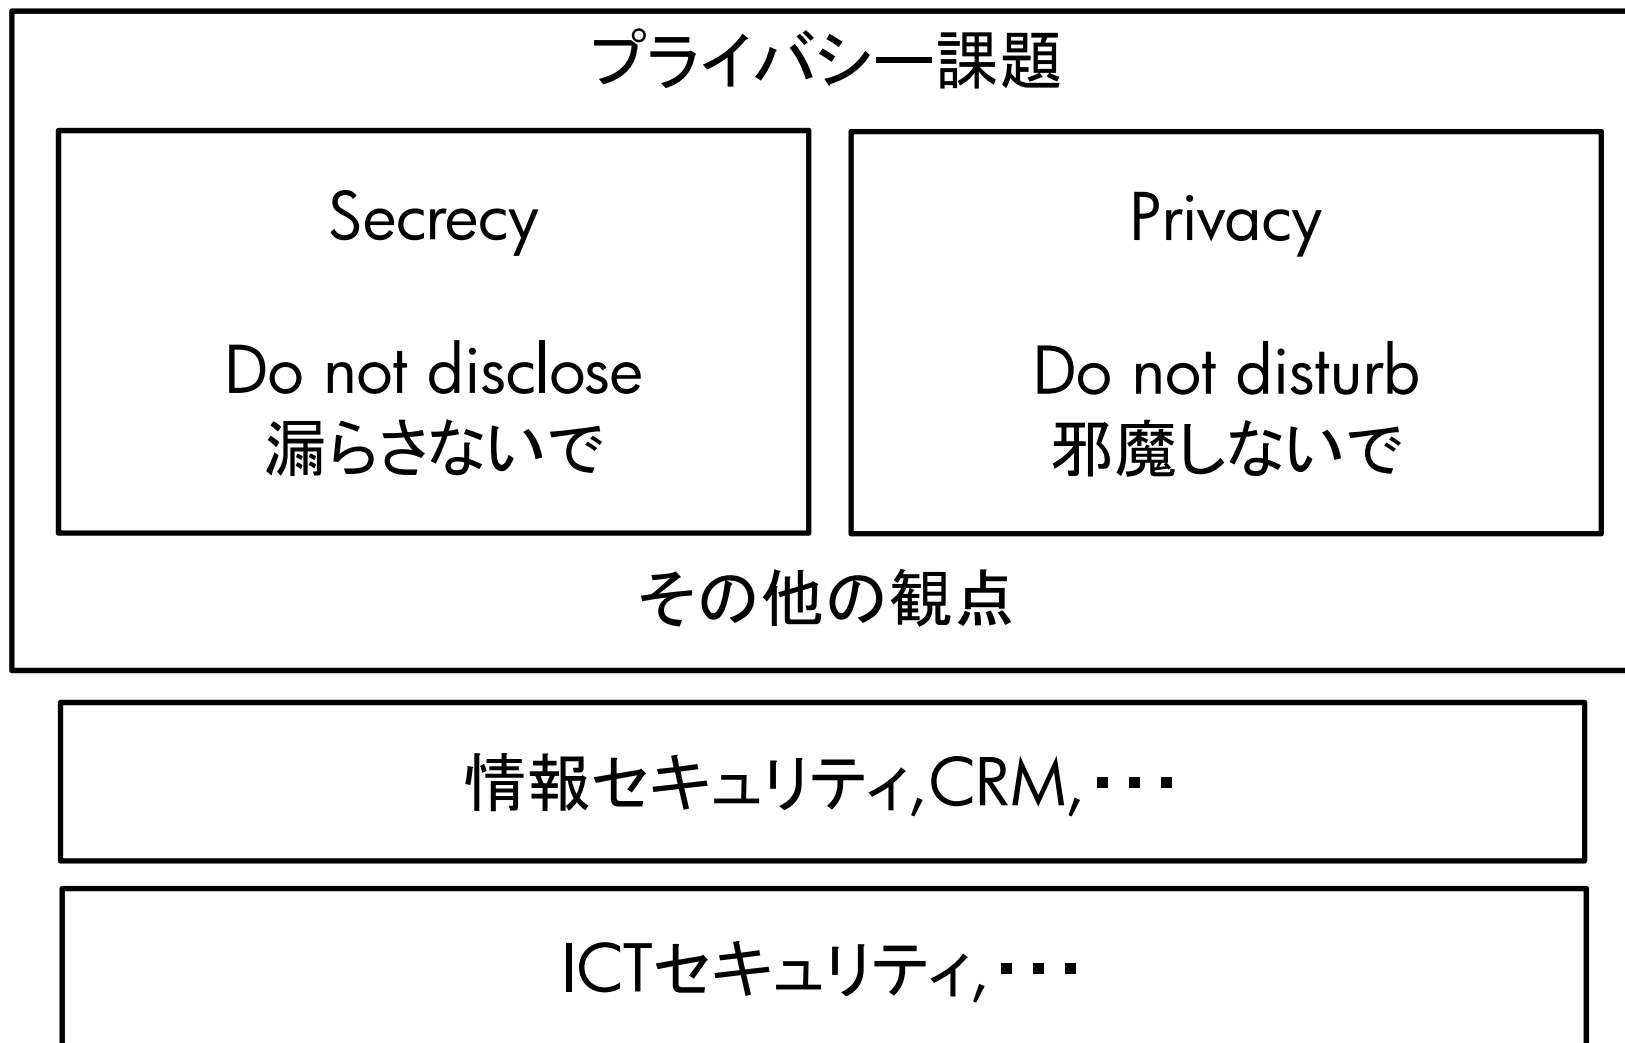 プライバシー課題
Secrecy
Do not disclose
漏らさないで
Privacy
Do not disturb
邪魔しないで
その他の観点
情報セキュリティ,CRM,･･･
ICTセキュリティ,･･･